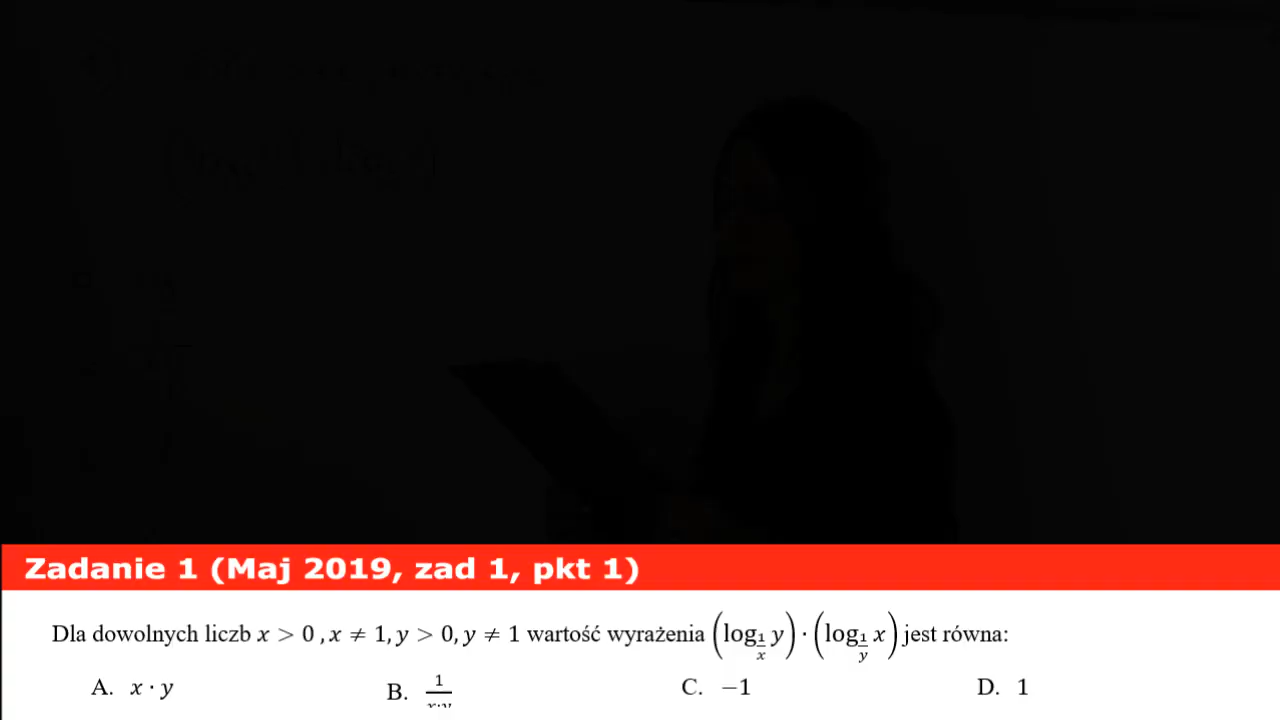 Zadanie 1 (Maj 2019, zad 1, pkt 1)
Dla dowolnych liczb x > 0 , x ≠ 1, y > 0, y ≠ 1 wartość wyrażenia (log_{1/x} y) · (log_{1/y} x) jest równa:
A. x · y B. 1/(x·y) C. −1 D. 1